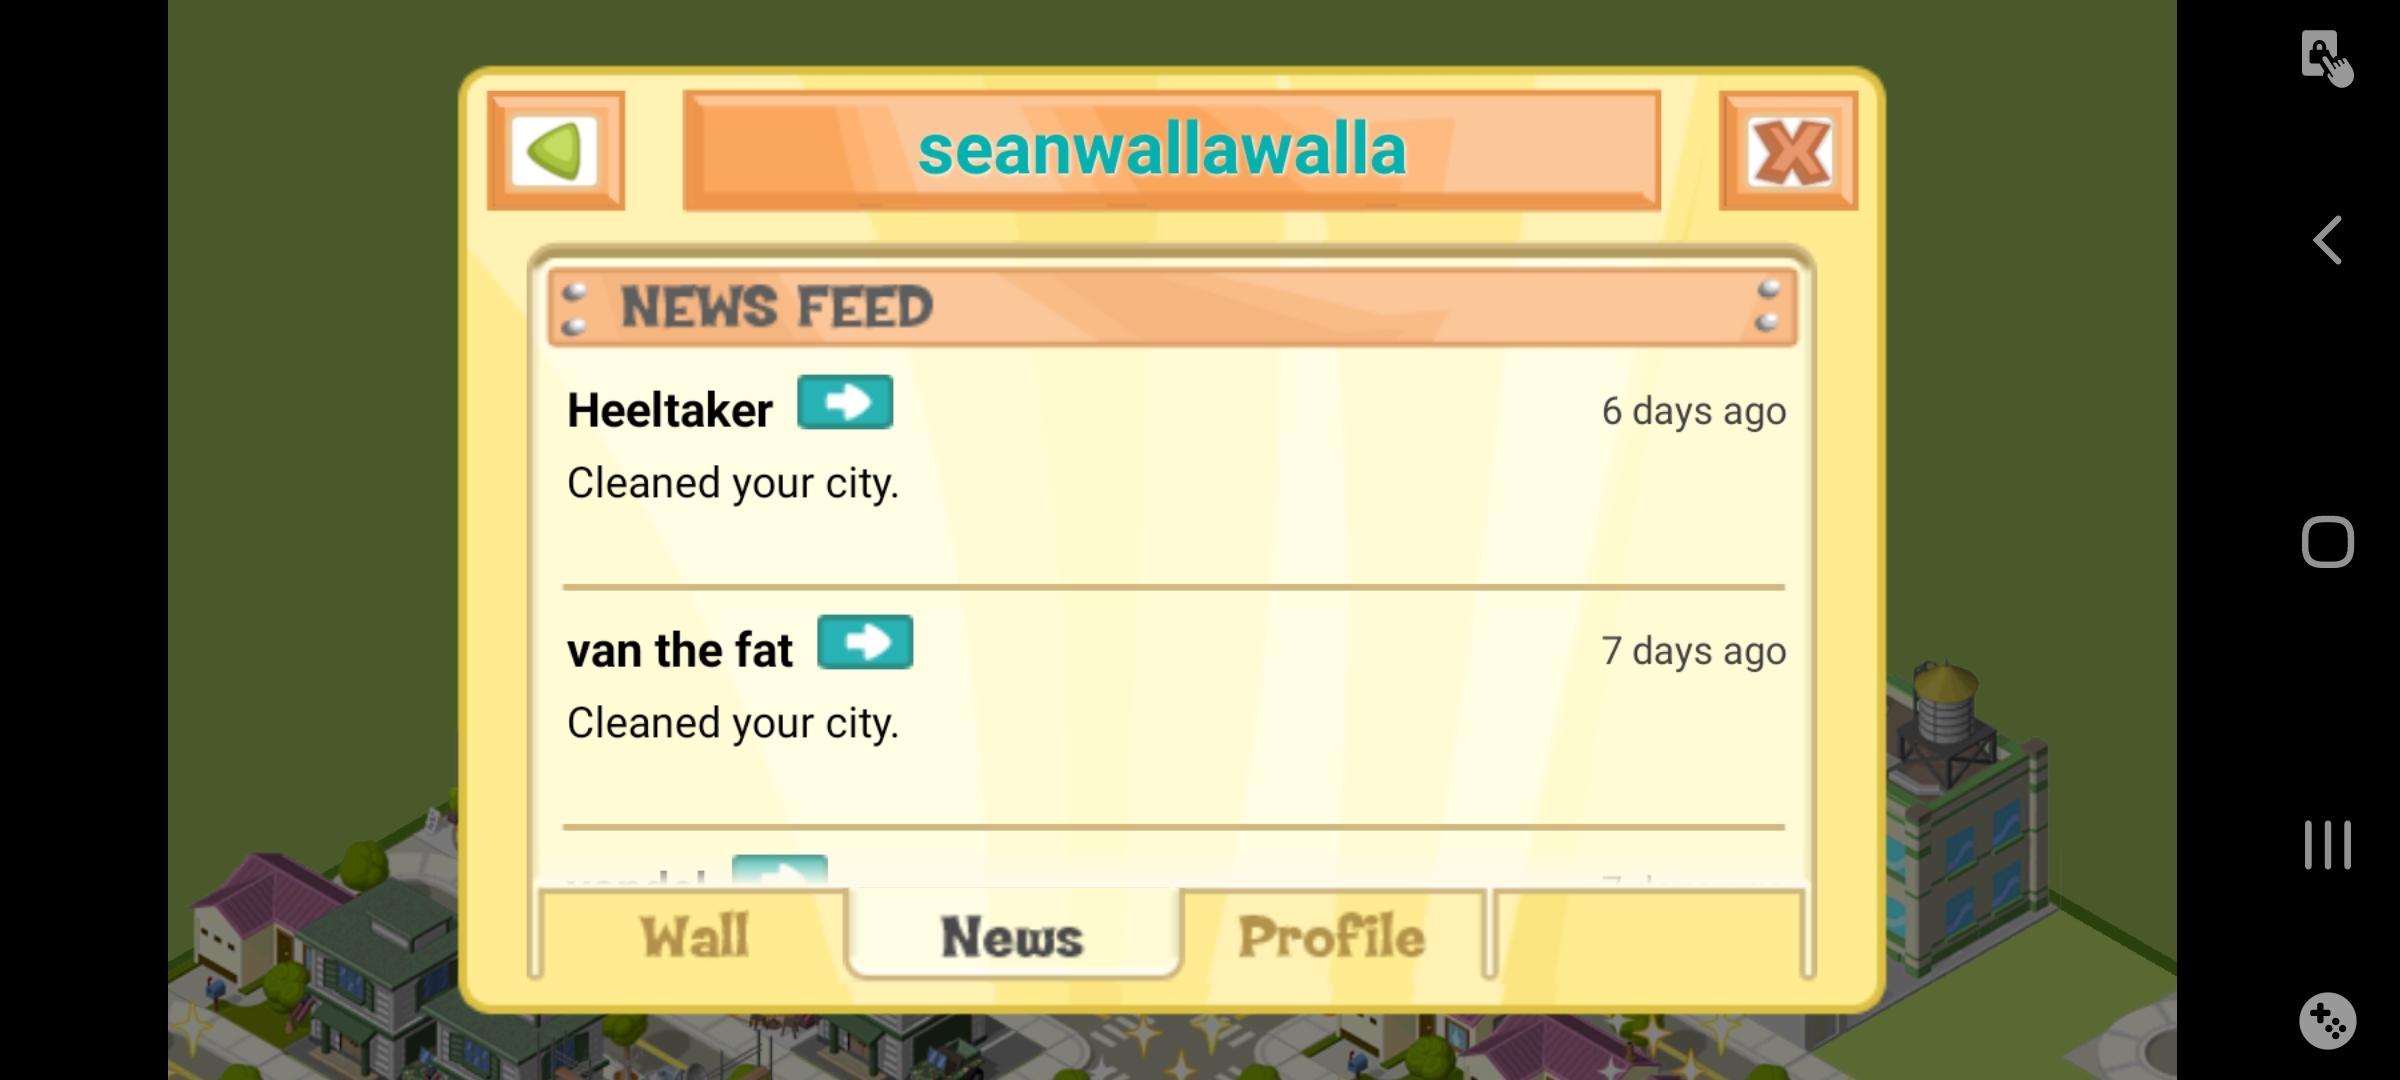 seanwallawalla
NEWS FEED
Heeltaker
6 days ago
Cleaned your city.
van the fat
7 days ago
Cleaned your city.
Wall
News
Profile